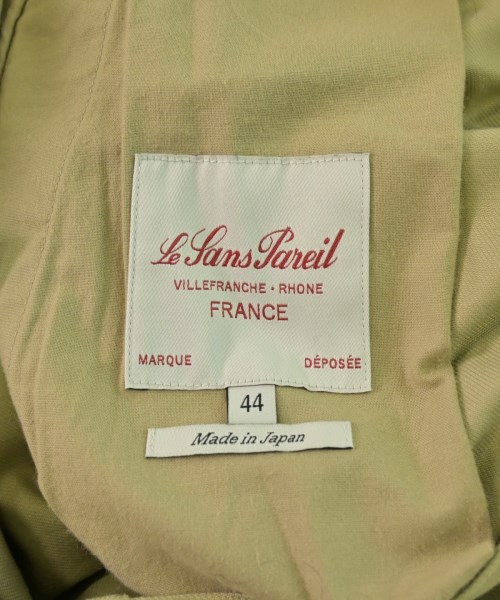 Le Sans Pareil
VILLEFRANCHE · RHONE
FRANCE
MARQUE DÉPOSÉE
44
Made in Japan